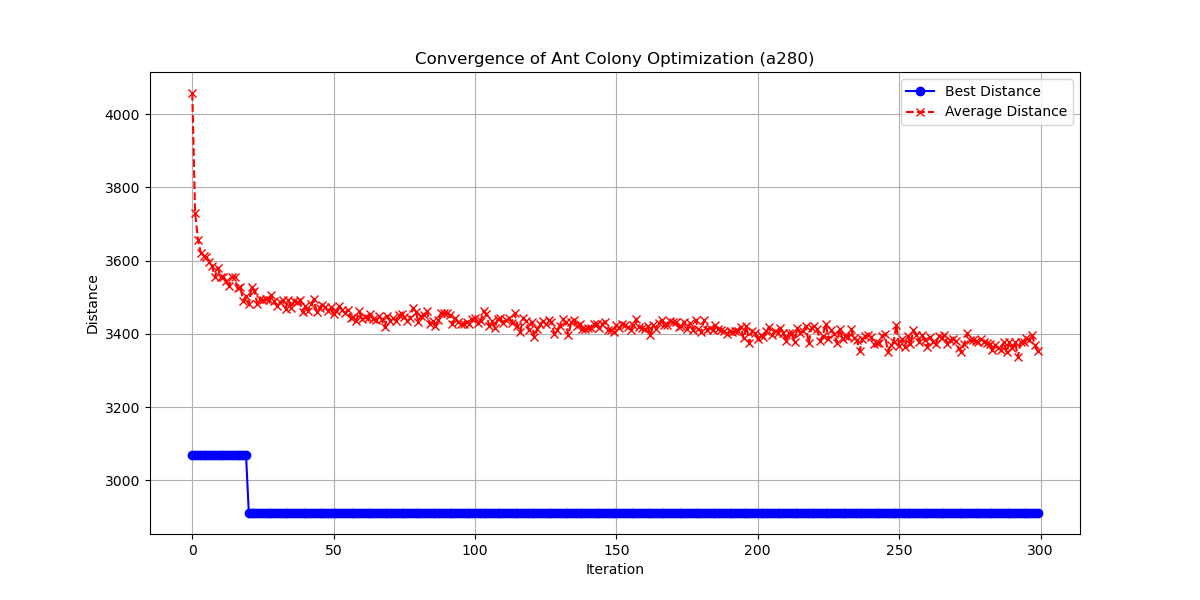 Convergence of Ant Colony Optimization (a280)
Best Distance
Average Distance
4000
3800
3600
3400
3200
3000
Distance
0 50 100 150 200 250 300
Iteration